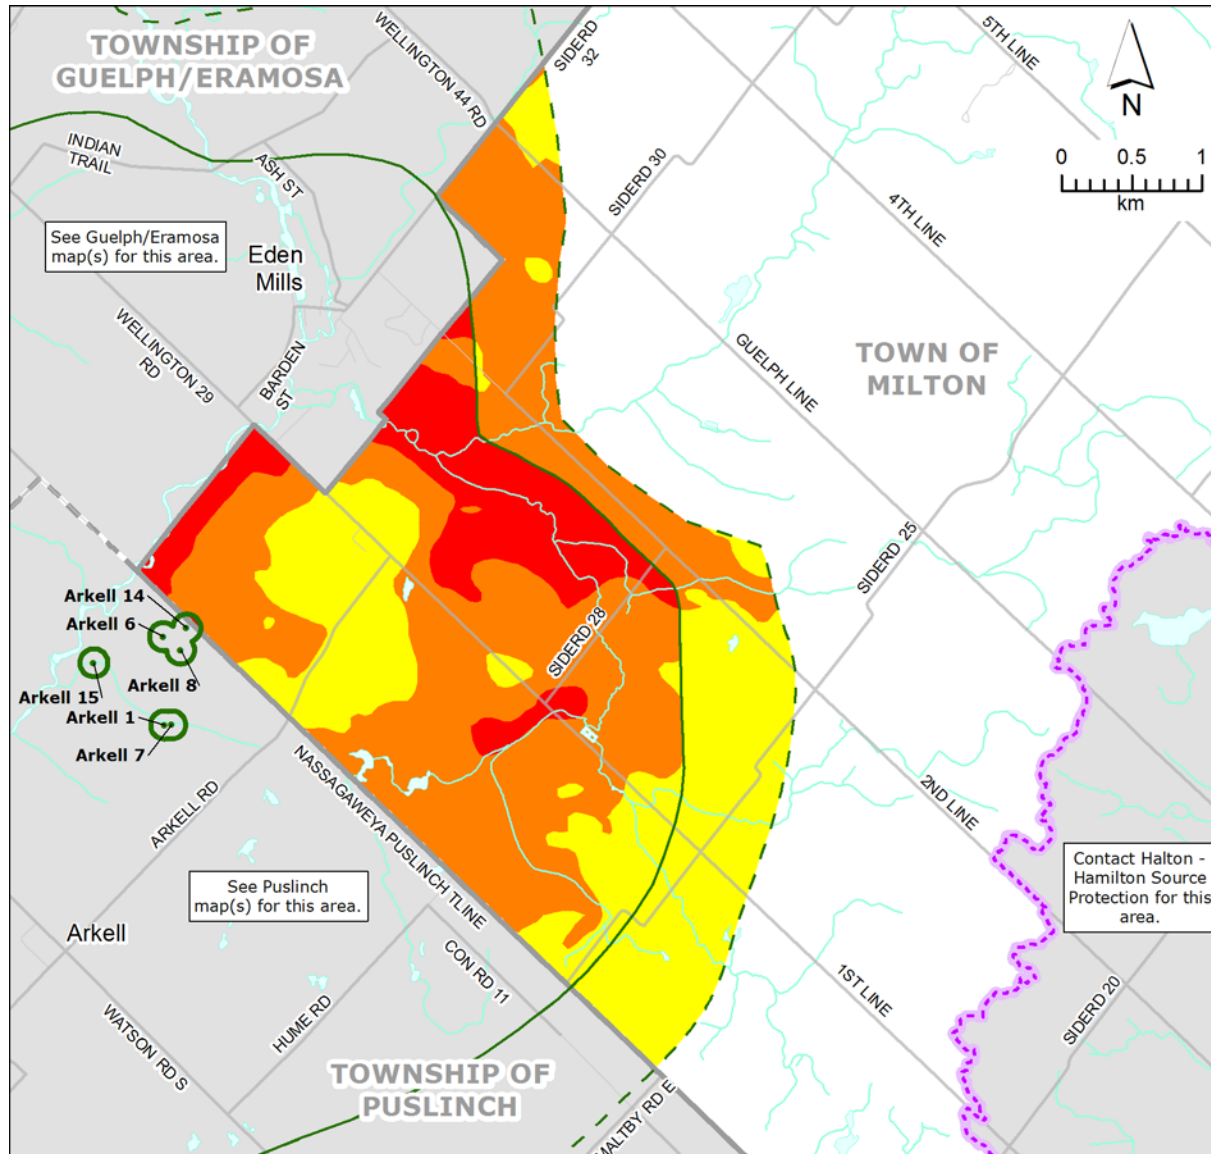 TOWNSHIP OF
GUELPH/ERAMOSA
WELLINGTON 44 RD
SIDERD
32
5TH LINE
N
0 0.5 1
km
INDIAN
TRAIL
ASH ST
SIDERD 30
4TH LINE
See Guelph/Eramosa
map(s) for this area.
Eden
Mills
WELLINGTON 29
RD
BARDEN
ST
GUELPH LINE
TOWN OF
MILTON
SIDERD 25
Arkell 14
Arkell 6
Arkell 8
Arkell 15
Arkell 1
Arkell 7
SIDERD 28
NASSAGAWEYA PUSLINCH TLINE
ARKELL RD
2ND LINE
See Puslinch
map(s) for this area.
Contact Halton -
Hamilton Source
Protection for this
area.
Arkell
CON RD 11
1ST LINE
WATSON RD S
HUME RD
SIDERD 20
TOWNSHIP OF
PUSLINCH
MALTBY RD E